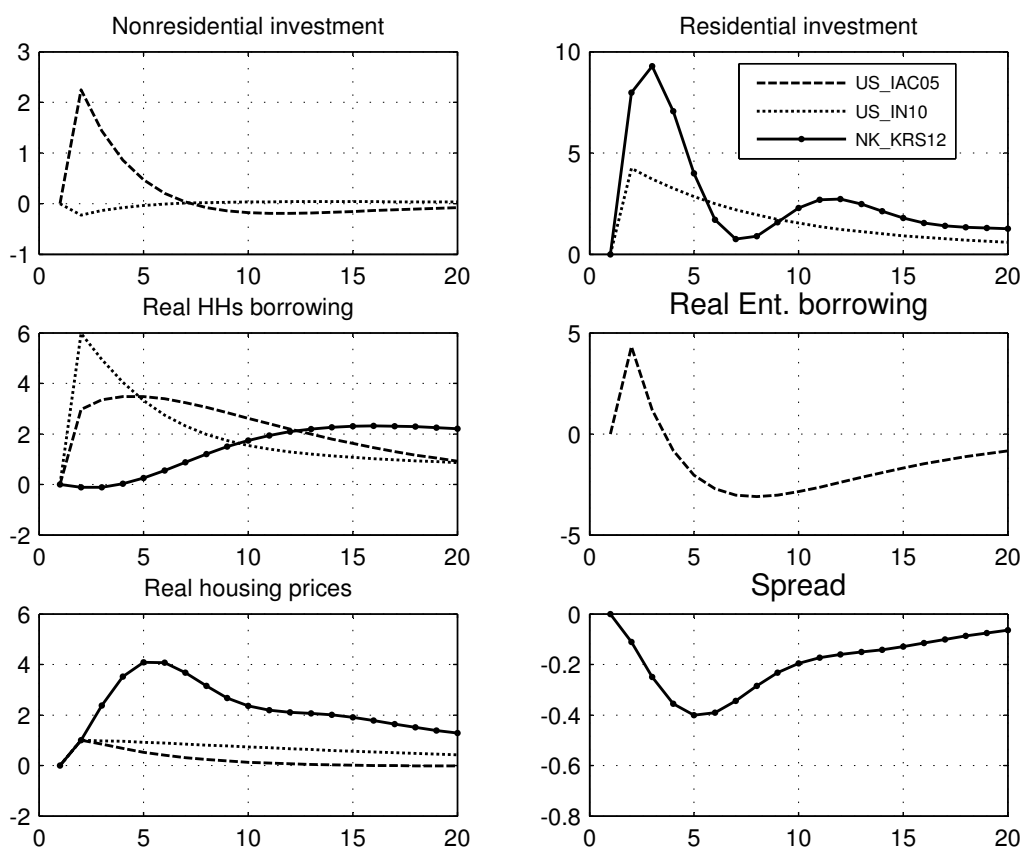 Nonresidential investment
3
2
1
0
-1
0 5 10 15 20
Residential investment
10
5
0
0 5 10 15 20
US_IAC05
US_IN10
NK_KRS12
Real HHs borrowing
6
4
2
0
-2
0 5 10 15 20
Real Ent. borrowing
5
0
-5
0 5 10 15 20
Real housing prices
6
4
2
0
-2
0 5 10 15 20
Spread
0
-0.2
-0.4
-0.6
-0.8
0 5 10 15 20